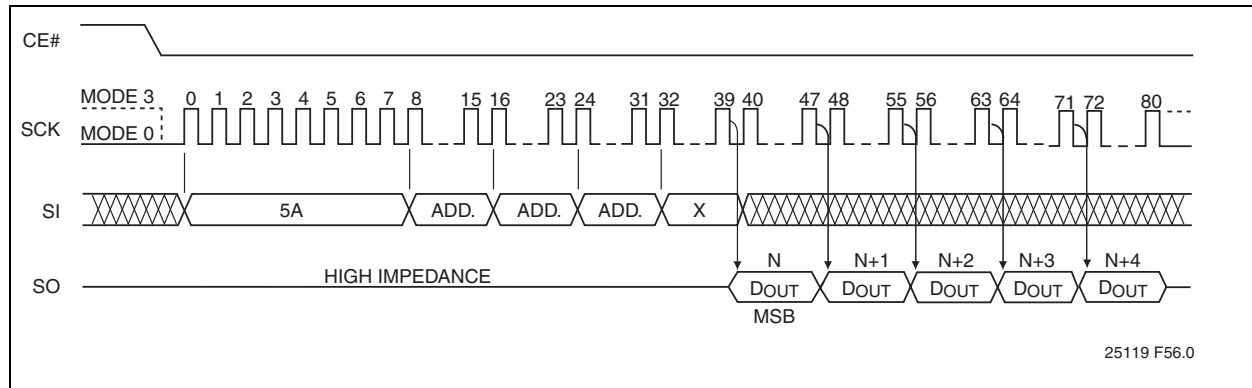 CE#
MODE 3
0 1 2 3 4 5 6 7 8 15 16 23 24 31 32 39 40 47 48 55 56 63 64 71 72 80
SCK
MODE 0
SI
5A ADD. ADD. ADD. X
HIGH IMPEDANCE
N N+1 N+2 N+3 N+4
SO
DOUT DOUT DOUT DOUT DOUT
MSB
25119 F56.0